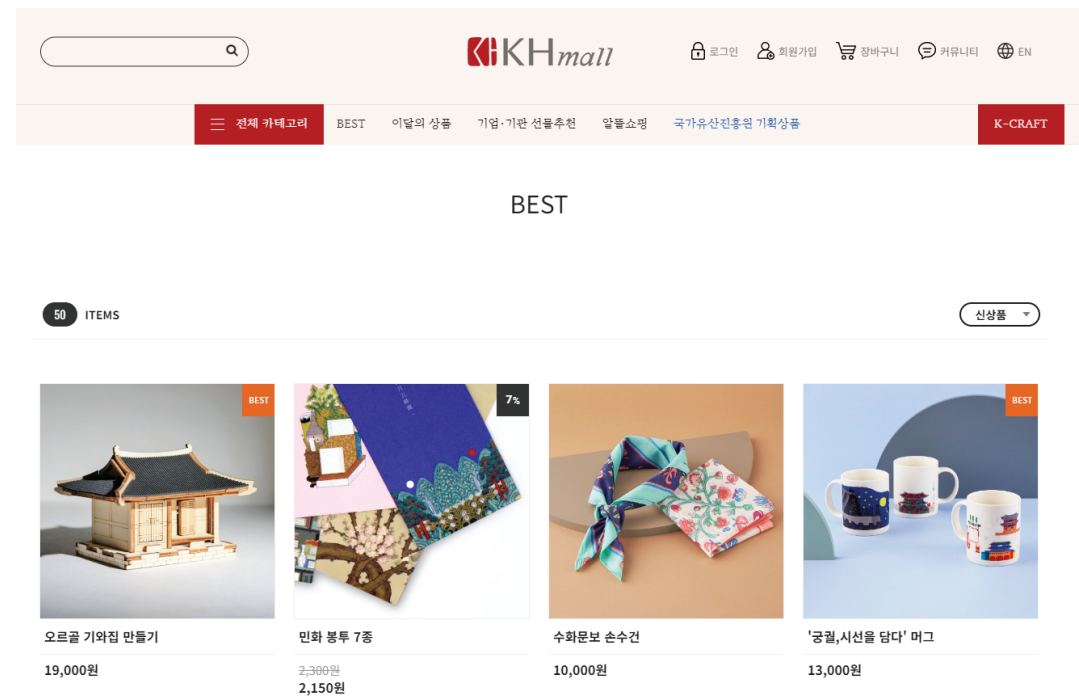 KH mall
로그인
회원가입
장바구니
커뮤니티
EN
전체 카테고리
BEST
이달의 상품
기업·기관 선물추천
알뜰쇼핑
국가유산진흥원 기획상품
K-CRAFT
BEST
50 ITEMS
신상품
BEST
7%
BEST
오르골 기와집 만들기
민화 봉투 7종
수화문보 손수건
'궁궐,시선을 담다' 머그
19,000원
2,300원
2,150원
10,000원
13,000원